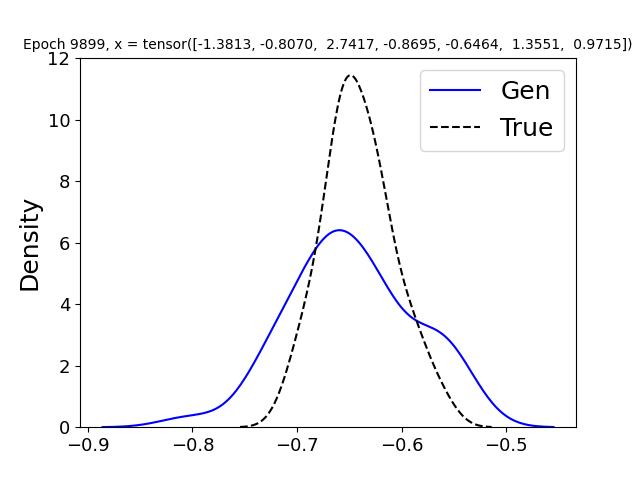 Epoch 9899, x = tensor([-1.3813, -0.8070,  2.7417, -0.8695, -0.6464,  1.3551,  0.9715])
12
10
8
6
4
2
0
Density
Gen
True
−0.9 −0.8 −0.7 −0.6 −0.5